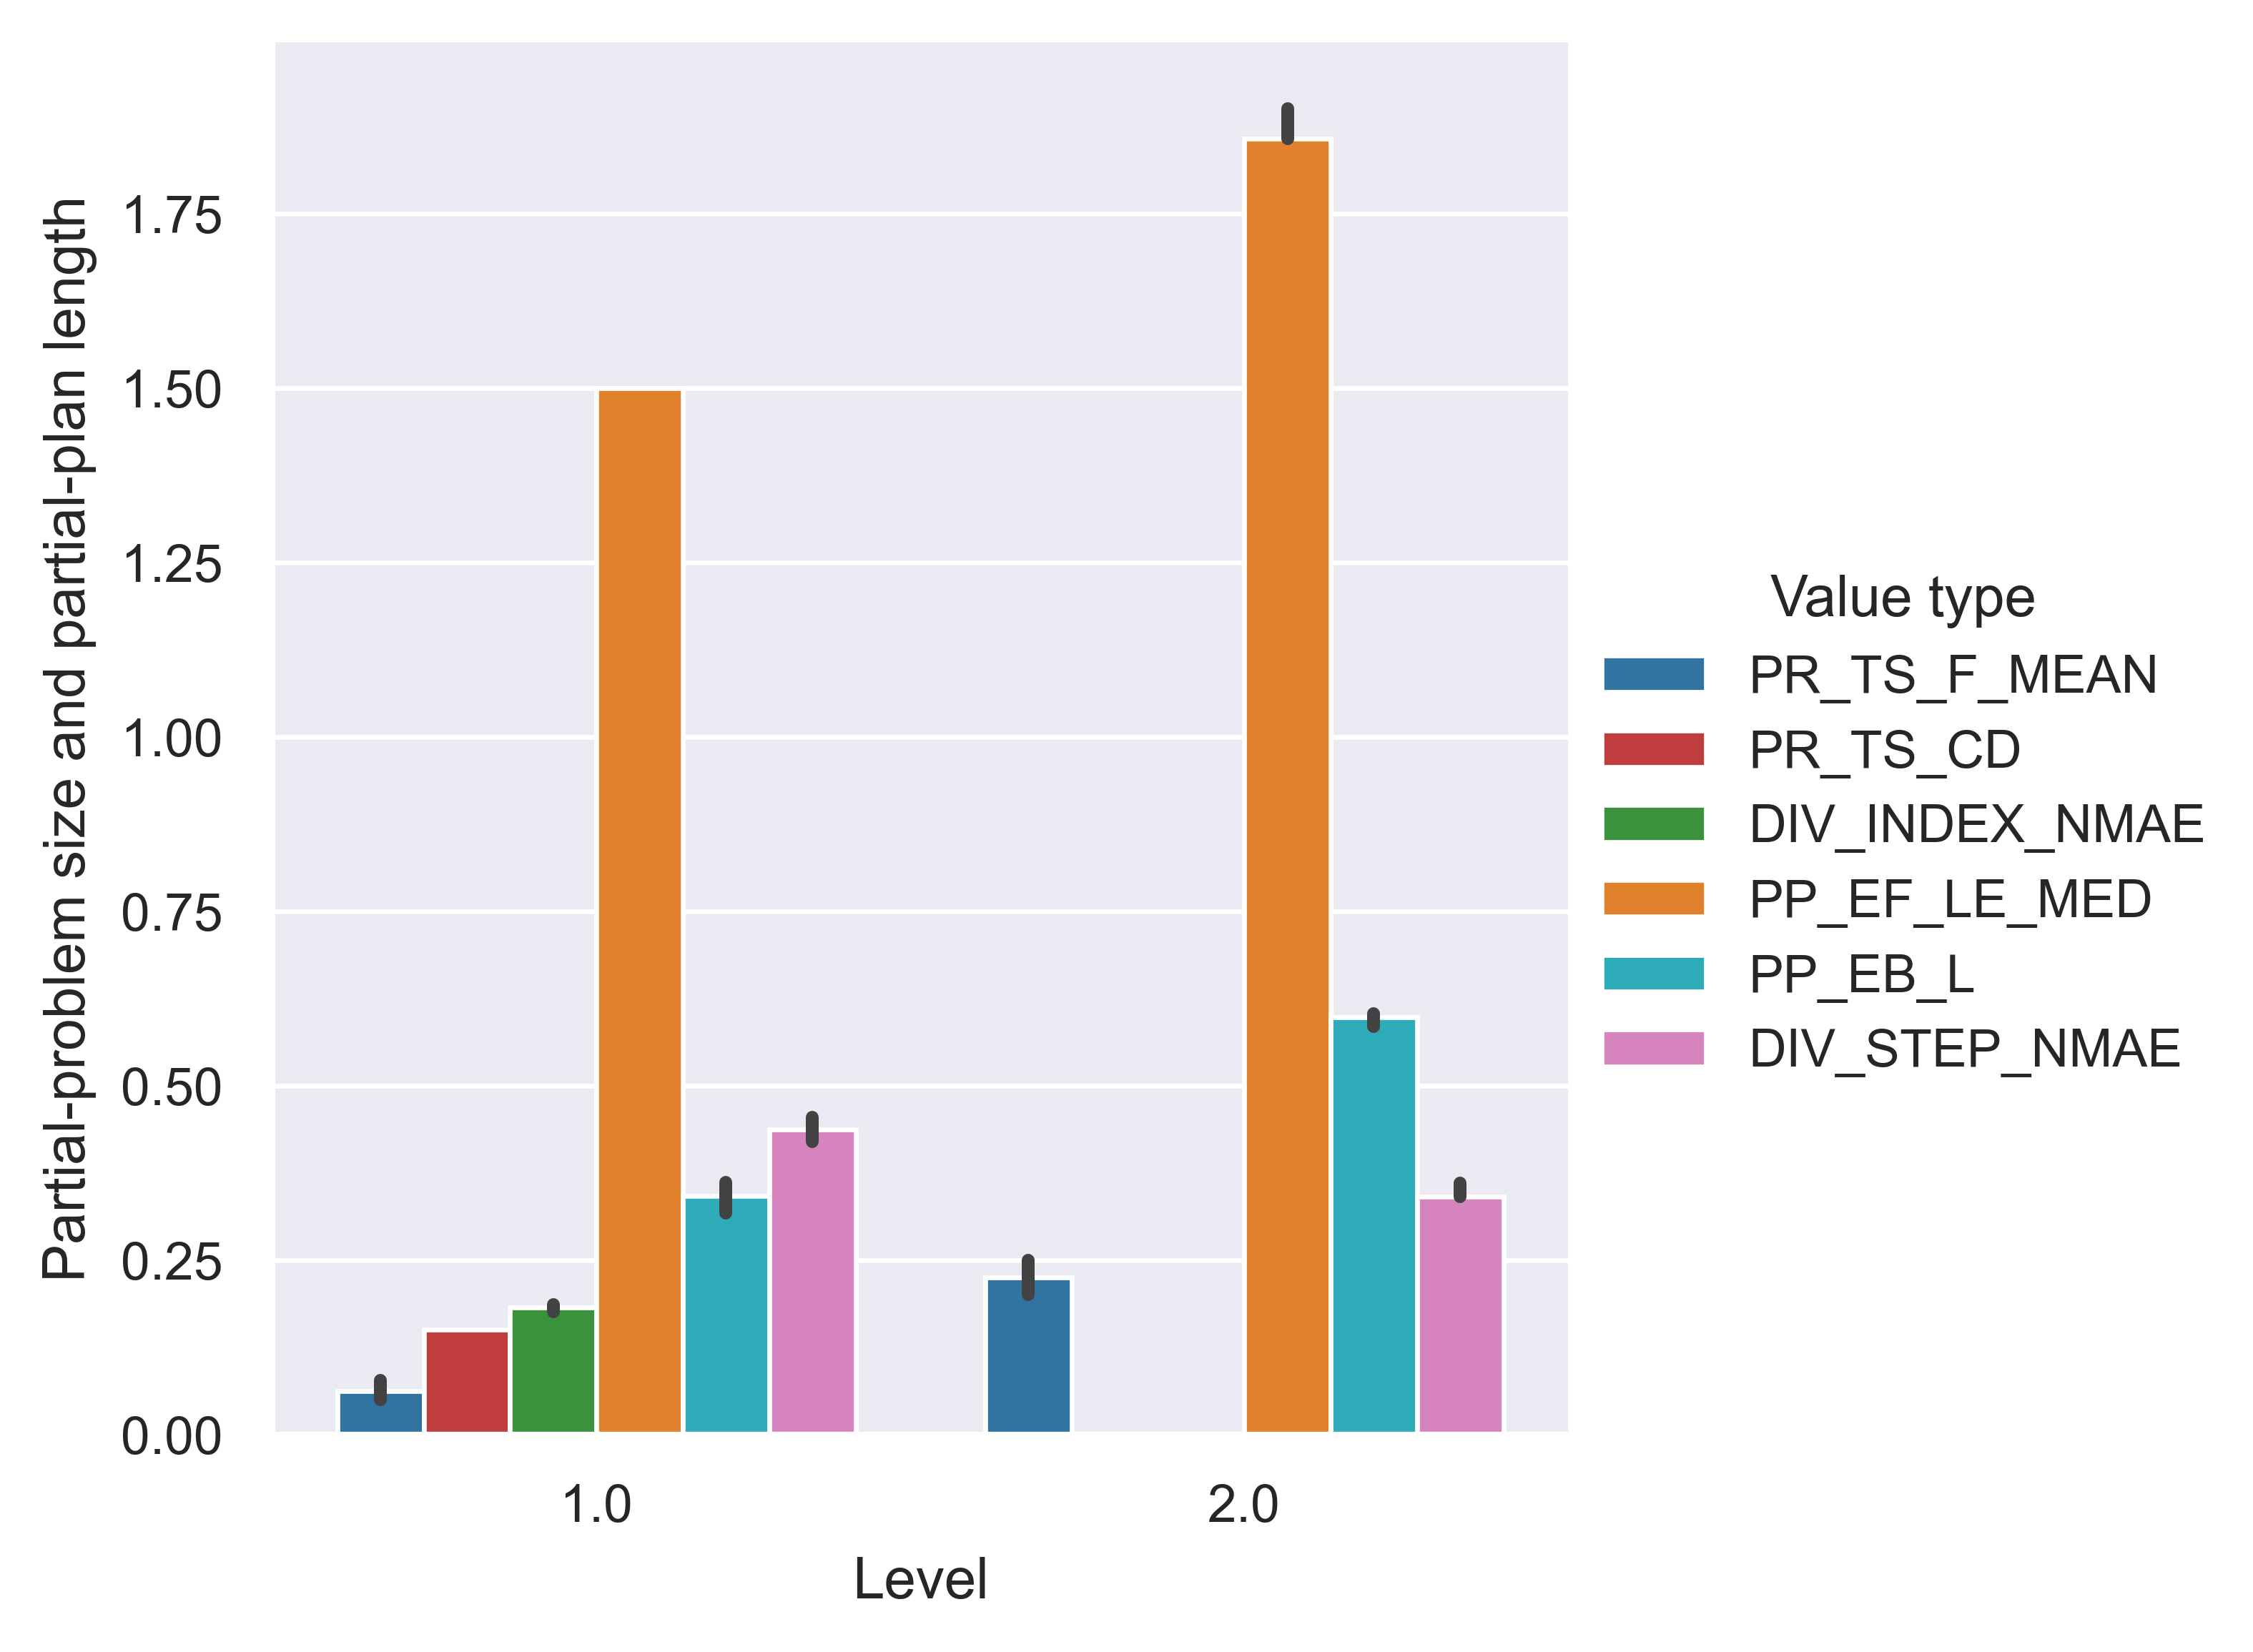 Partial-problem size and partial-plan length
1.75
1.50
1.25
1.00
0.75
0.50
0.25
0.00
1.0
2.0
Level
Value type
PR_TS_F_MEAN
PR_TS_CD
DIV_INDEX_NMAE
PP_EF_LE_MED
PP_EB_L
DIV_STEP_NMAE